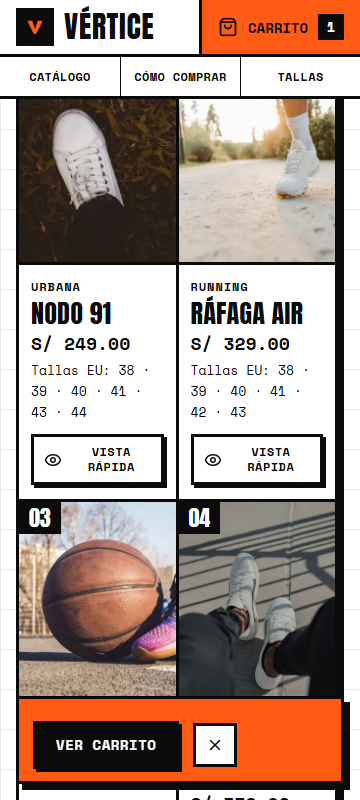 V VÉRTICE
CARRITO 1
CATÁLOGO
CÓMO COMPRAR
TALLAS
URBANA
NODO 91
S/ 249.00
Tallas EU: 38 ·
39 · 40 · 41 ·
43 · 44
VISTA
RÁPIDA
RUNNING
RÁFAGA AIR
S/ 329.00
Tallas EU: 38 ·
39 · 40 · 41 ·
42 · 43
VISTA
RÁPIDA
03
04
VER CARRITO